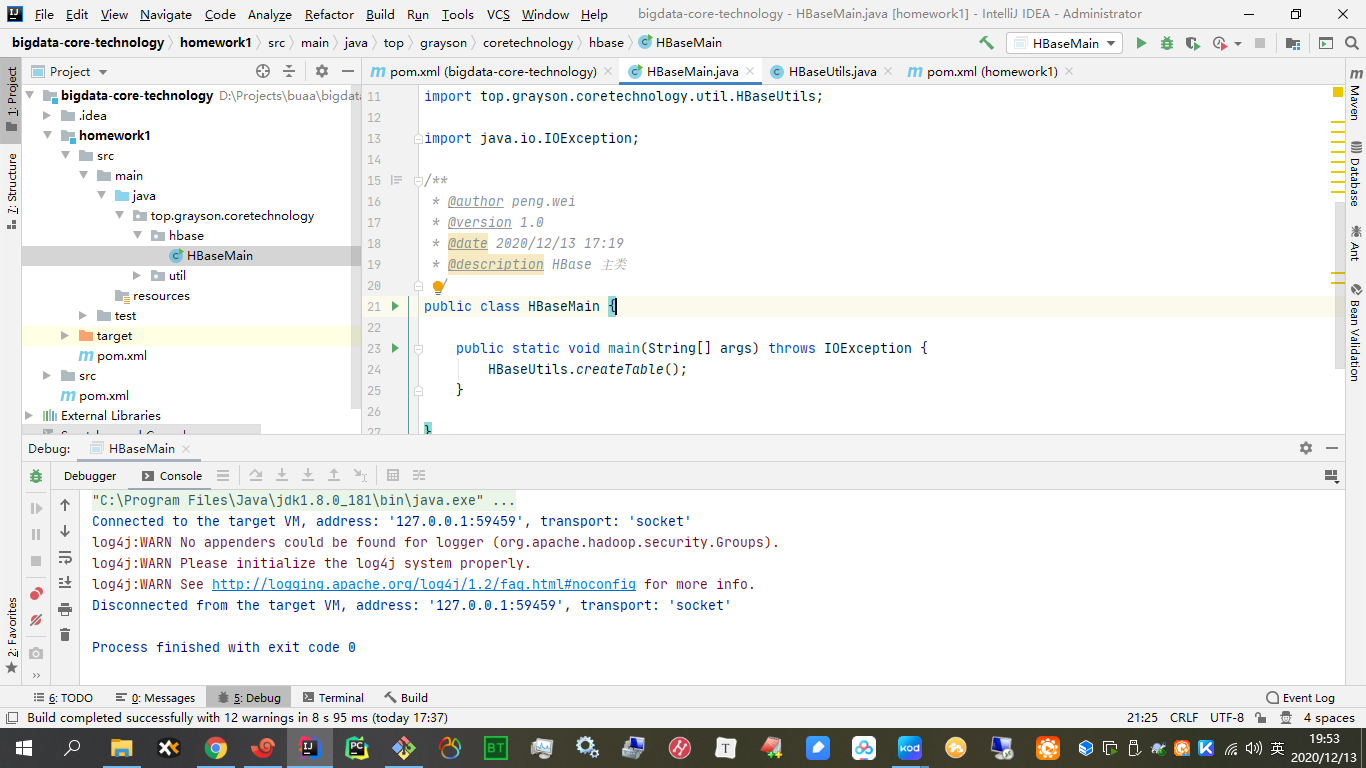 File Edit View Navigate Code Analyze Refactor Build Run Tools VCS Window Help bigdata-core-technology - HBaseMain.java [homework1] - IntelliJ IDEA - Administrator
bigdata-core-technology homework1 src main java top grayson coretechnology hbase HBaseMain HBaseMain
Project
pom.xml (bigdata-core-technology) HBaseMain.java HBaseUtils.java pom.xml (homework1)
1: Project
7: Structure
2: Favorites
Maven
Database
Ant
Bean Validation
bigdata-core-technology D:\Projects\buaa\bigdata
.idea
homework1
src
main
java
top.grayson.coretechnology
hbase
HBaseMain
util
resources
test
target
pom.xml
src
pom.xml
External Libraries
11 import top.grayson.coretechnology.util.HBaseUtils;
12
13 import java.io.IOException;
14
15 /**
16 * @author peng.wei
17 * @version 1.0
18 * @date 2020/12/13 17:19
19 * @description HBase 主类
20 /
21 public class HBaseMain {
22
23 public static void main(String[] args) throws IOException {
24 HBaseUtils.createTable();
25 }
26
27 }
Debug: HBaseMain
Debugger Console
"C:\Program Files\Java\jdk1.8.0_181\bin\java.exe" ...
Connected to the target VM, address: '127.0.0.1:59459', transport: 'socket'
log4j:WARN No appenders could be found for logger (org.apache.hadoop.security.Groups).
log4j:WARN Please initialize the log4j system properly.
log4j:WARN See http://logging.apache.org/log4j/1.2/faq.html#noconfig for more info.
Disconnected from the target VM, address: '127.0.0.1:59459', transport: 'socket'
Process finished with exit code 0
6: TODO 0: Messages 5: Debug Terminal Build Event Log
Build completed successfully with 12 warnings in 8 s 95 ms (today 17:37) 21:25 CRLF UTF-8 4 spaces
PC BT T kod 英 19:53
2020/12/13